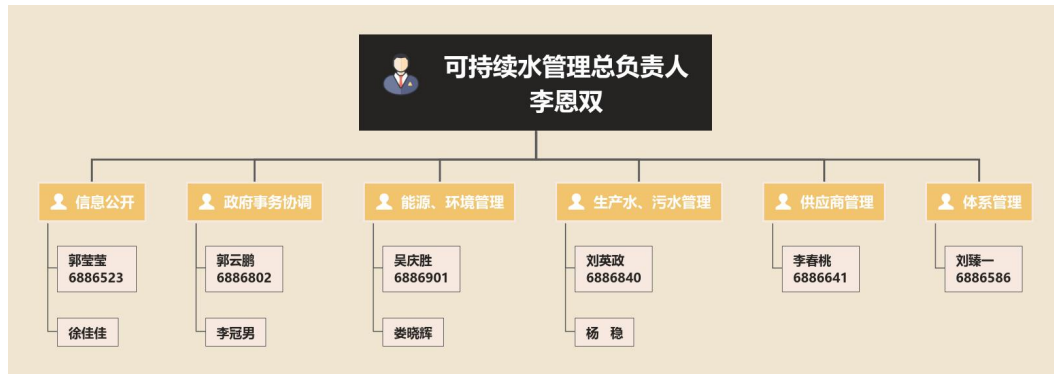 可持续水管理总负责人
李恩双
信息公开
政府事务协调
能源、环境管理
生产水、污水管理
供应商管理
体系管理
郭莹莹
6886523
郭云鹏
6886802
吴庆胜
6886901
刘英政
6886840
李春桃
6886641
刘臻一
6886586
徐佳佳
李冠男
娄晓辉
杨 稳